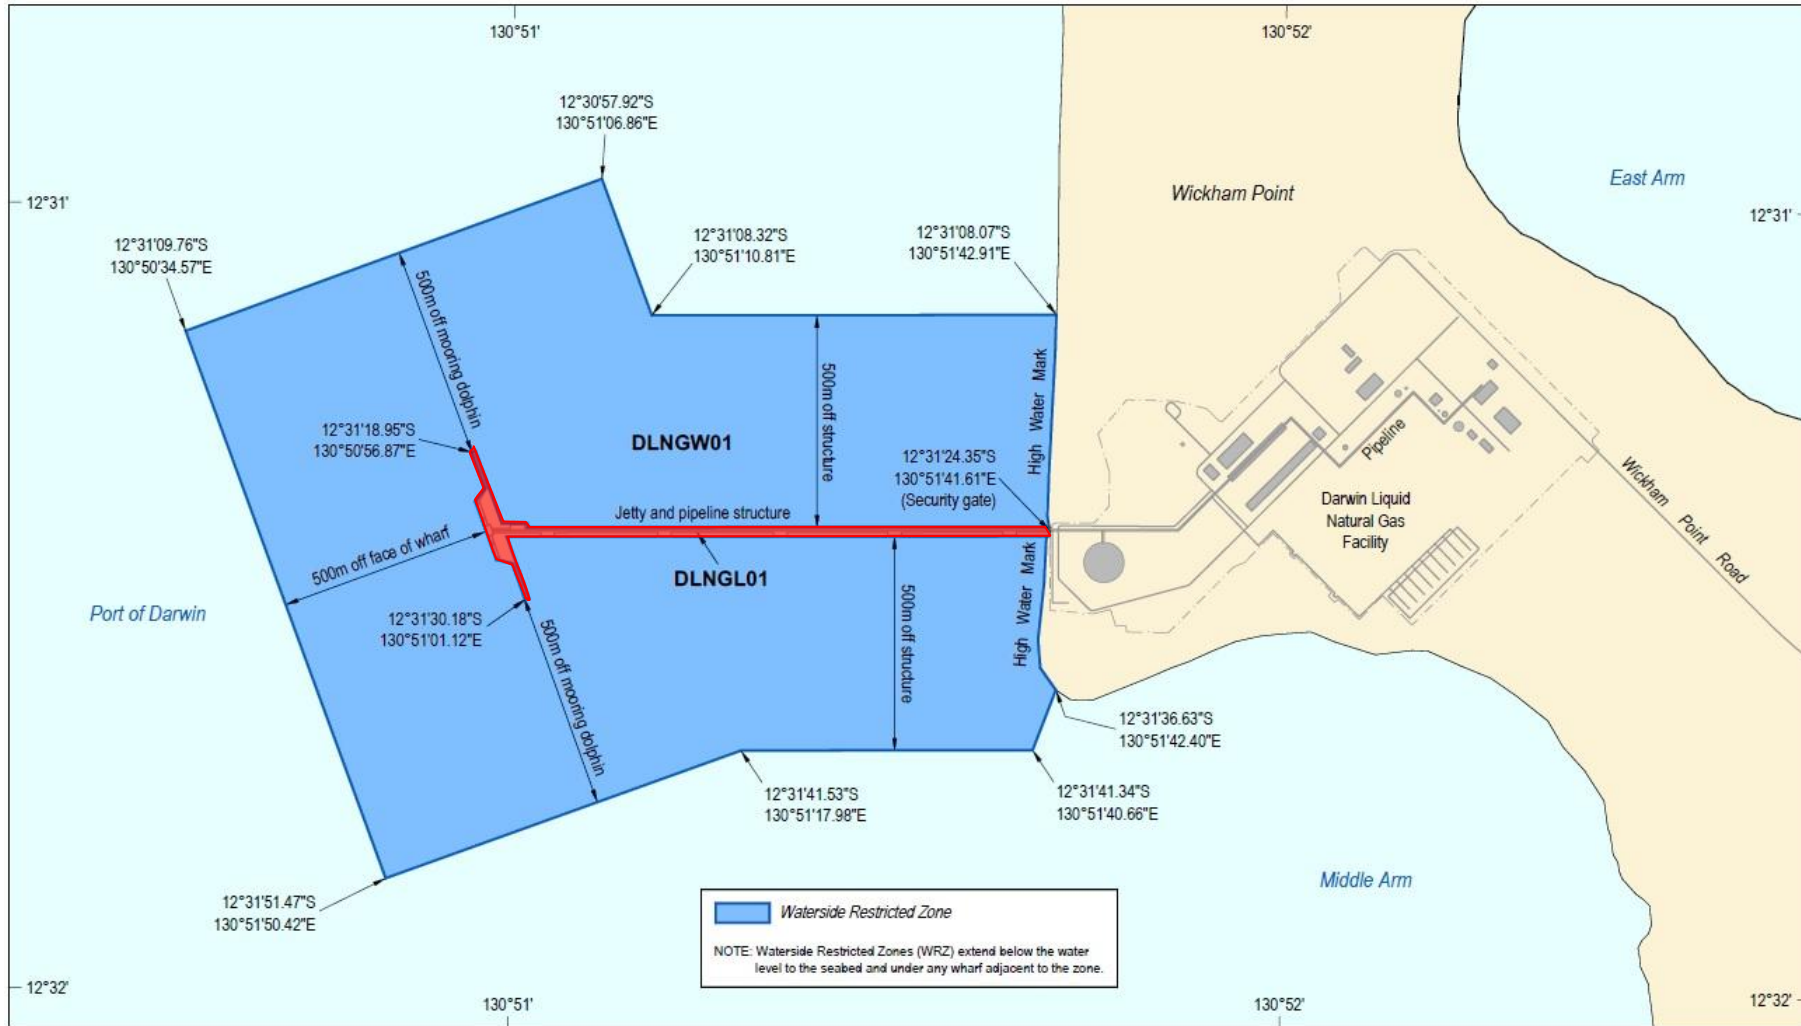 130°51'
130°52'
12°30'57.92"S
130°51'06.86"E
Wickham Point
East Arm
12°31'
12°31'
12°31'09.76"S
130°50'34.57"E
12°31'08.32"S
130°51'10.81"E
12°31'08.07"S
130°51'42.91"E
500m off mooring dolphin
500m off structure
High Water Mark
12°31'18.95"S
130°50'56.87"E
DLNGW01
12°31'24.35"S
130°51'41.61"E
(Security gate)
Pipeline
Wickham Point Road
Darwin Liquid
Natural Gas
Facility
Jetty and pipeline structure
500m off face of wharf
DLNGL01
High Water Mark
Port of Darwin
12°31'30.18"S
130°51'01.12"E
500m off mooring dolphin
500m off structure
12°31'36.63"S
130°51'42.40"E
12°31'41.53"S
130°51'17.98"E
12°31'41.34"S
130°51'40.66"E
12°31'51.47"S
130°51'50.42"E
Middle Arm
Waterside Restricted Zone
NOTE: Waterside Restricted Zones (WRZ) extend below the water
level to the seabed and under any wharf adjacent to the zone.
12°32'
130°51'
130°52'
12°32'